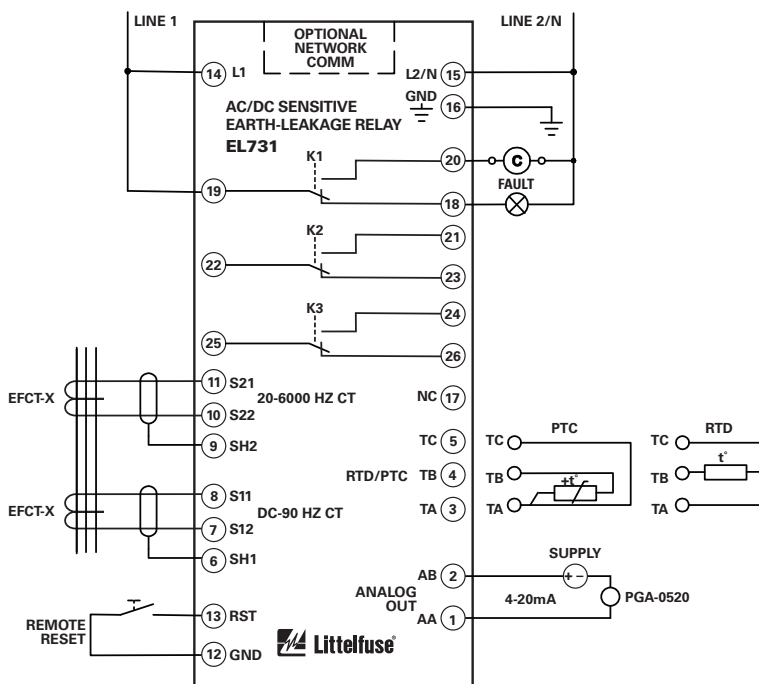 LINE 1
LINE 2/N
OPTIONAL
NETWORK
COMM
14 L1
L2/N 15
GND 16
AC/DC SENSITIVE
EARTH-LEAKAGE RELAY
EL731
K1
20
C
FAULT
19
18
K2
21
22
23
K3
24
25
26
EFCT-X
11 S21
20-6000 HZ CT
10 S22
9 SH2
NC 17
TC 5
RTD/PTC
TB 4
TA 3
PTC
TC
TB
+t°
TA
RTD
TC
t°
TB
TA
EFCT-X
8 S11
DC-90 HZ CT
7 S12
6 SH1
SUPPLY
AB 2
+ −
ANALOG
OUT
4-20mA
PGA-0520
AA 1
REMOTE
RESET
13 RST
12 GND
Littelfuse®